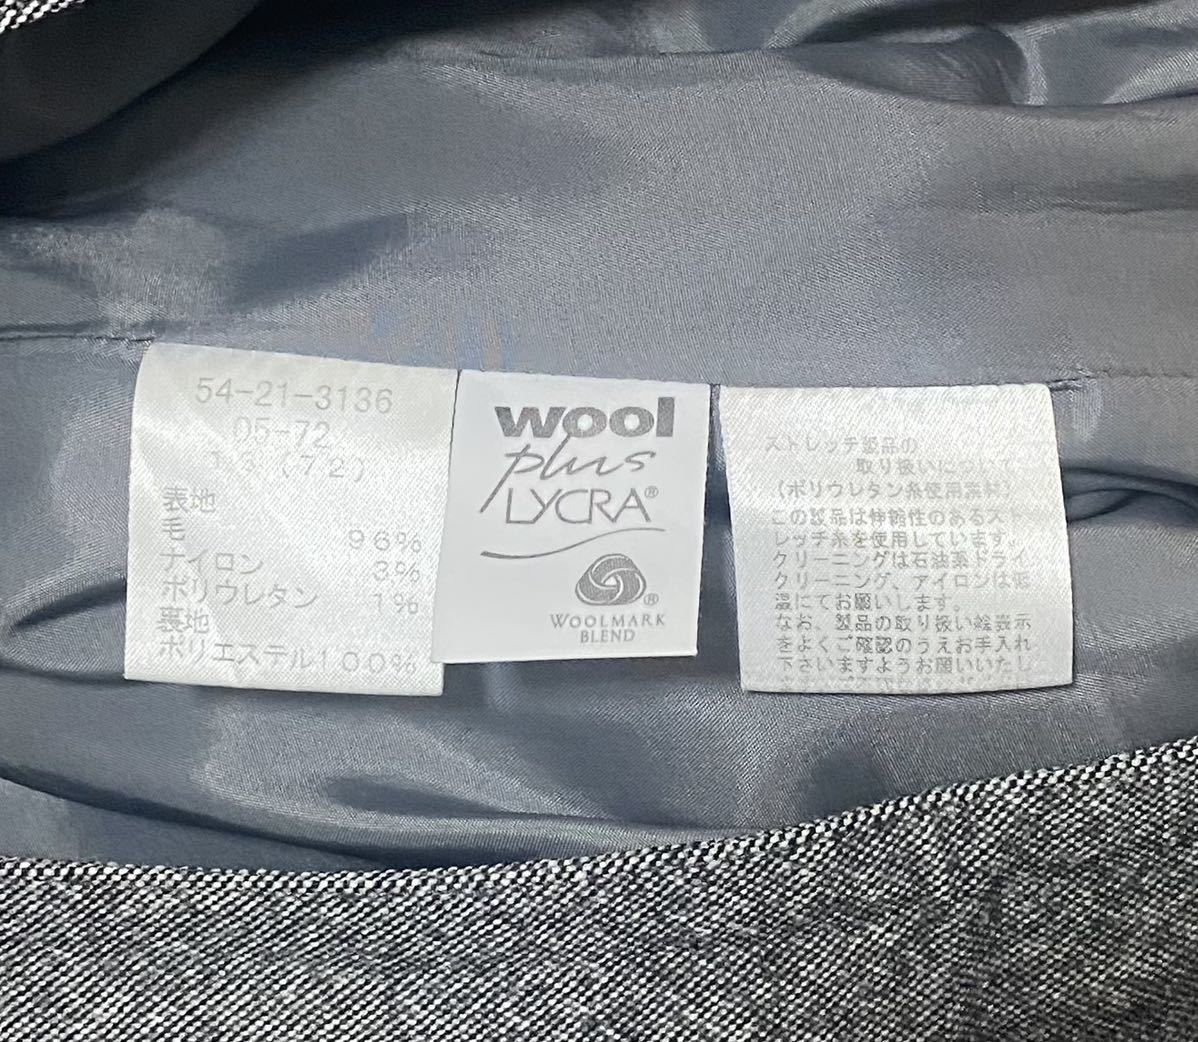 54-21-3136
05-72
13 (72)
表地
毛 96%
ナイロン 3%
ポリウレタン 1%
裏地
ポリエステル100%
wool
plus
LYCRA®
®
WOOLMARK
BLEND
ストレッチ製品の
取り扱いについて
(ポリウレタン糸使用素材)
この製品は伸縮性のあるスト
レッチ糸を使用しています。
クリーニングは石油系ドライ
クリーニング、アイロンは低
温にてお願いします。
なお、製品の取り扱い絵表示
をよくご確認のうえお手入れ
下さいますようお願いいたし